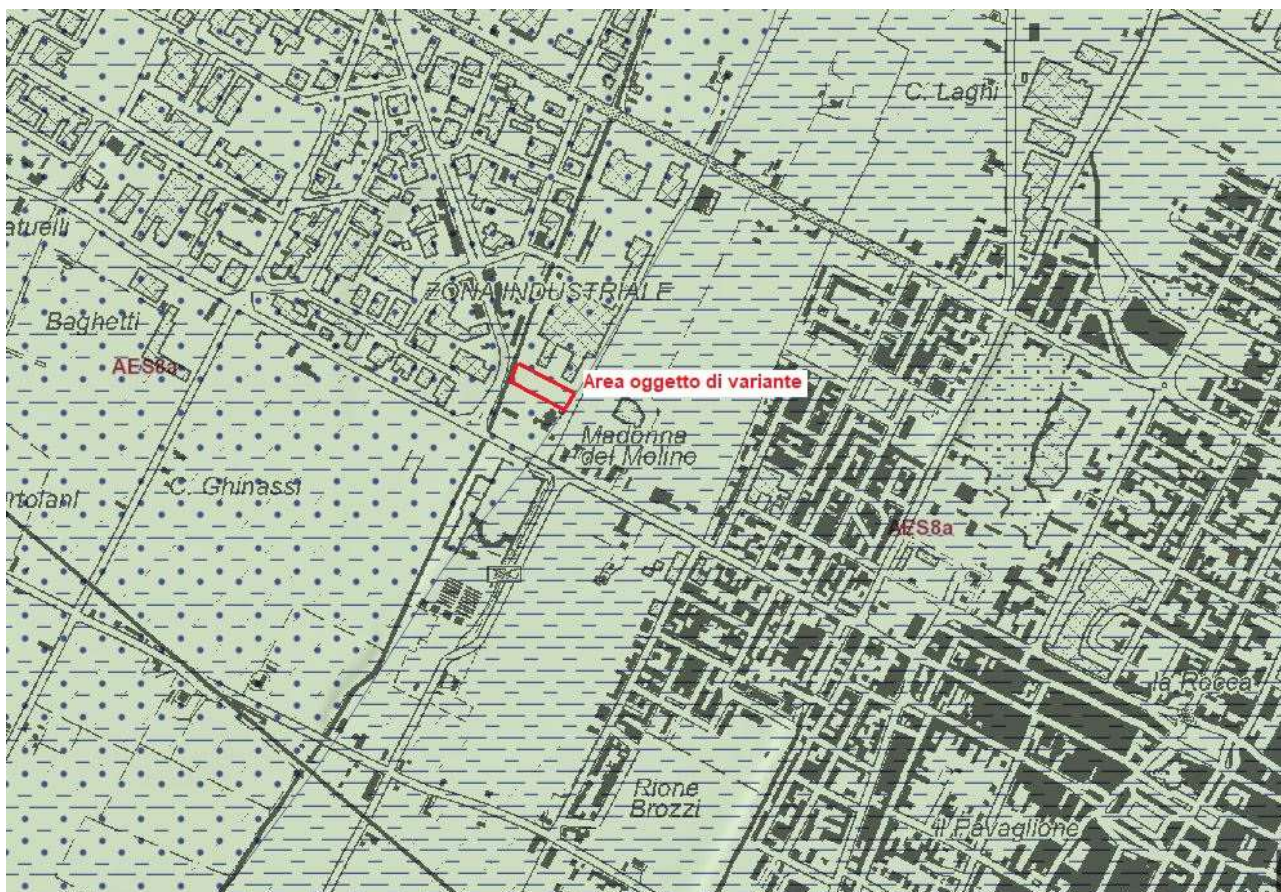 C. Laghi
atuelli
ZONA INDUSTRIALE
Baghetti
AES8a
Area oggetto di variante
Madonna
del Molino
C. Ghinassi
rtolani
AES8a
la Rocca
Rione
Brozzi
il Pavaglione